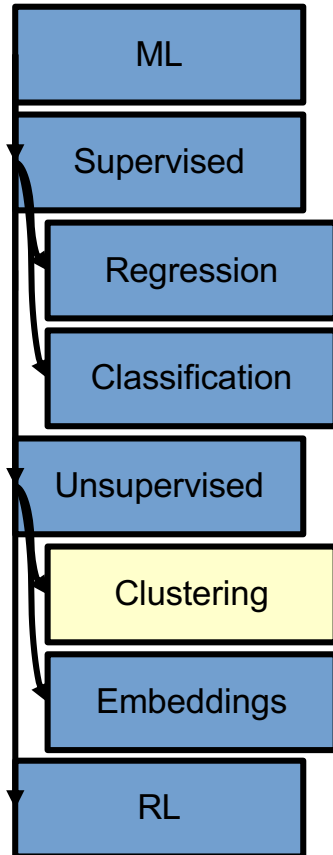 ML
Supervised
Regression
Classification
Unsupervised
Clustering
Embeddings
RL